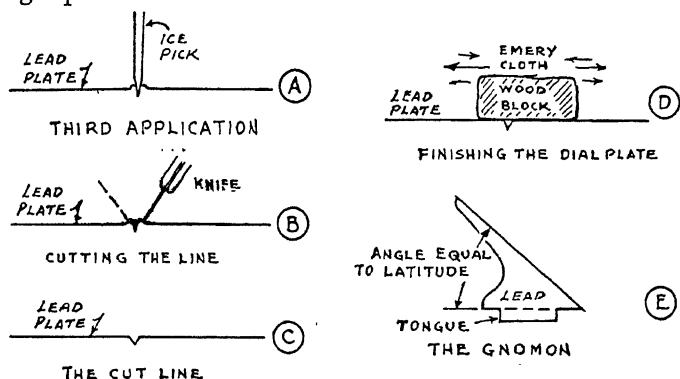 ICE
PICK
LEAD
PLATE
A
THIRD APPLICATION
KNIFE
LEAD
PLATE
B
CUTTING THE LINE
LEAD
PLATE
C
THE CUT LINE
EMERY
CLOTH
WOOD
BLOCK
LEAD
PLATE
D
FINISHING THE DIAL PLATE
ANGLE EQUAL
TO LATITUDE
LEAD
E
TONGUE
THE GNOMON